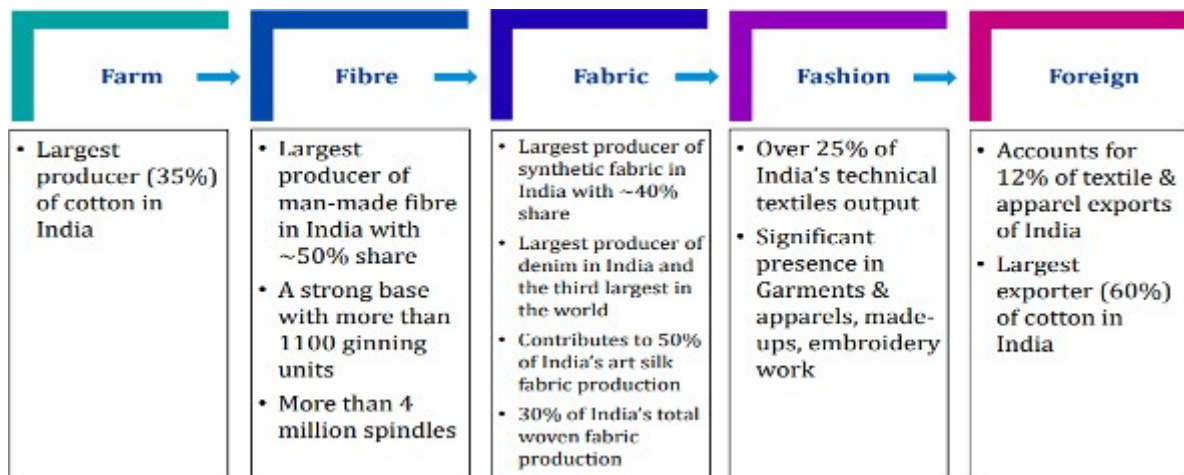 Farm
Fibre
Fabric
Fashion
Foreign
• Largest
producer (35%)
of cotton in
India
• Largest
producer of
man-made fibre
in India with
~50% share
• A strong base
with more than
1100 ginning
units
• More than 4
million spindles
• Largest producer of
synthetic fabric in
India with ~40%
share
• Largest producer of
denim in India and
the third largest in
the world
• Contributes to 50%
of India's art silk
fabric production
• 30% of India's total
woven fabric
production
• Over 25% of
India's technical
textiles output
• Significant
presence in
Garments &
apparels, made-
ups, embroidery
work
• Accounts for
12% of textile &
apparel exports
of India
• Largest
exporter (60%)
of cotton in
India